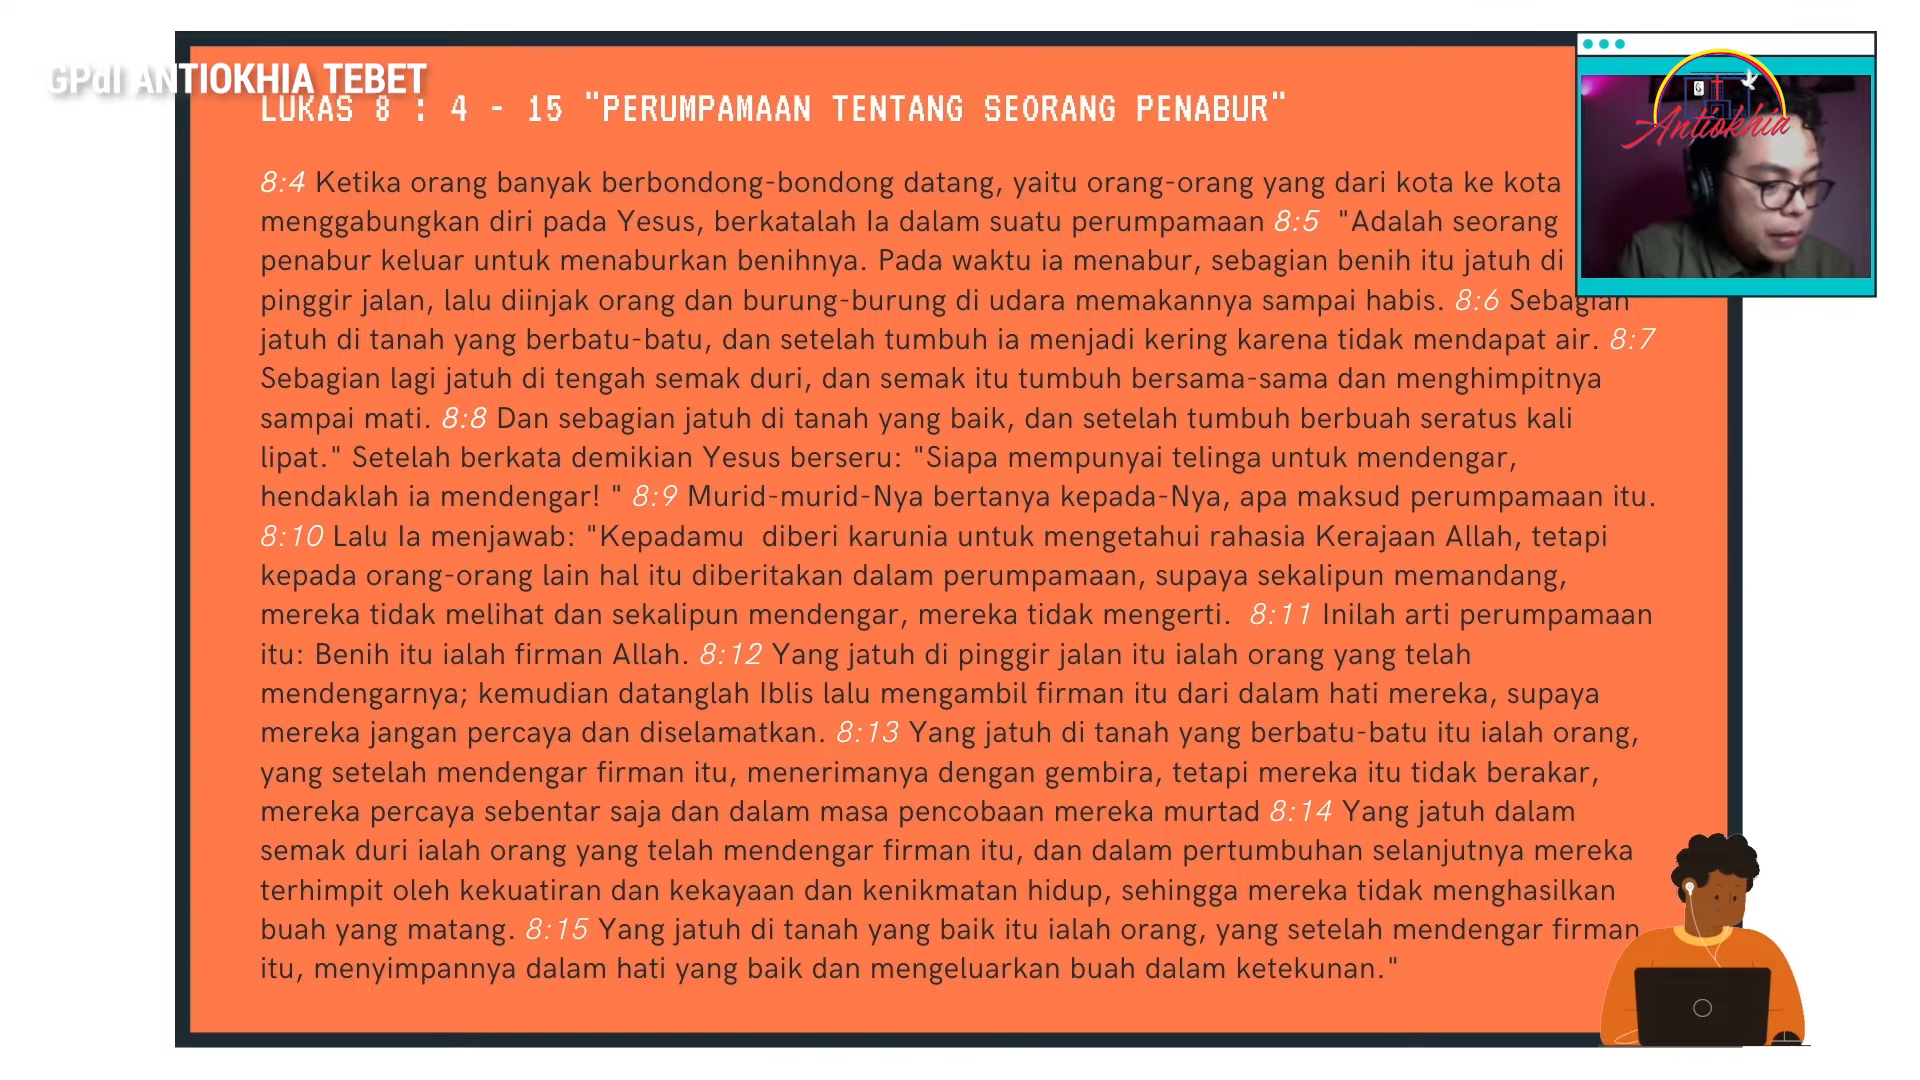 GPdI ANTIOKHIA TEBET
LUKAS 8 : 4 - 15 "PERUMPAMAAN TENTANG SEORANG PENABUR"
Antiokhia
8:4 Ketika orang banyak berbondong-bondong datang, yaitu orang-orang yang dari kota ke kota
menggabungkan diri pada Yesus, berkatalah Ia dalam suatu perumpamaan 8:5 "Adalah seorang
penabur keluar untuk menaburkan benihnya. Pada waktu ia menabur, sebagian benih itu jatuh di
pinggir jalan, lalu diinjak orang dan burung-burung di udara memakannya sampai habis. 8:6 Sebagian
jatuh di tanah yang berbatu-batu, dan setelah tumbuh ia menjadi kering karena tidak mendapat air. 8:7
Sebagian lagi jatuh di tengah semak duri, dan semak itu tumbuh bersama-sama dan menghimpitnya
sampai mati. 8:8 Dan sebagian jatuh di tanah yang baik, dan setelah tumbuh berbuah seratus kali
lipat." Setelah berkata demikian Yesus berseru: "Siapa mempunyai telinga untuk mendengar,
hendaklah ia mendengar! " 8:9 Murid-murid-Nya bertanya kepada-Nya, apa maksud perumpamaan itu.
8:10 Lalu Ia menjawab: "Kepadamu diberi karunia untuk mengetahui rahasia Kerajaan Allah, tetapi
kepada orang-orang lain hal itu diberitakan dalam perumpamaan, supaya sekalipun memandang,
mereka tidak melihat dan sekalipun mendengar, mereka tidak mengerti. 8:11 Inilah arti perumpamaan
itu: Benih itu ialah firman Allah. 8:12 Yang jatuh di pinggir jalan itu ialah orang yang telah
mendengarnya; kemudian datanglah Iblis lalu mengambil firman itu dari dalam hati mereka, supaya
mereka jangan percaya dan diselamatkan. 8:13 Yang jatuh di tanah yang berbatu-batu itu ialah orang,
yang setelah mendengar firman itu, menerimanya dengan gembira, tetapi mereka itu tidak berakar,
mereka percaya sebentar saja dan dalam masa pencobaan mereka murtad 8:14 Yang jatuh dalam
semak duri ialah orang yang telah mendengar firman itu, dan dalam pertumbuhan selanjutnya mereka
terhimpit oleh kekuatiran dan kekayaan dan kenikmatan hidup, sehingga mereka tidak menghasilkan
buah yang matang. 8:15 Yang jatuh di tanah yang baik itu ialah orang, yang setelah mendengar firman
itu, menyimpannya dalam hati yang baik dan mengeluarkan buah dalam ketekunan."